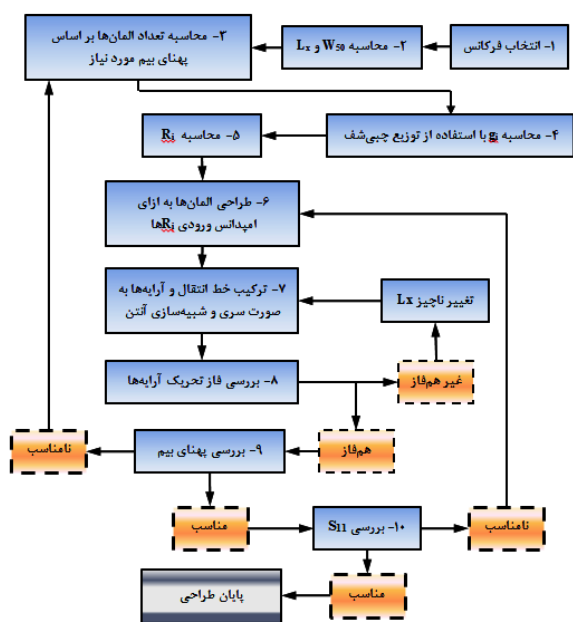 ۱- انتخاب فرکانس
۲- محاسبه W50 و Lx
۳- محاسبه تعداد المان‌ها بر اساس
پهنای بیم مورد نیاز
۴- محاسبه gi با استفاده از توزیع چبی‌شف
۵- محاسبه Ri
۶- طراحی المان‌ها به ازای
امپدانس ورودی Riها
۷- ترکیب خط انتقال و آرایه‌ها به
صورت سری و شبیه‌سازی آنتن
تغییر ناچیز Lx
۸- بررسی فاز تحریک آرایه‌ها
غیر هم‌فاز
هم‌فاز
۹- بررسی پهنای بیم
نامناسب
مناسب
۱۰- بررسی S11
نامناسب
مناسب
پایان طراحی